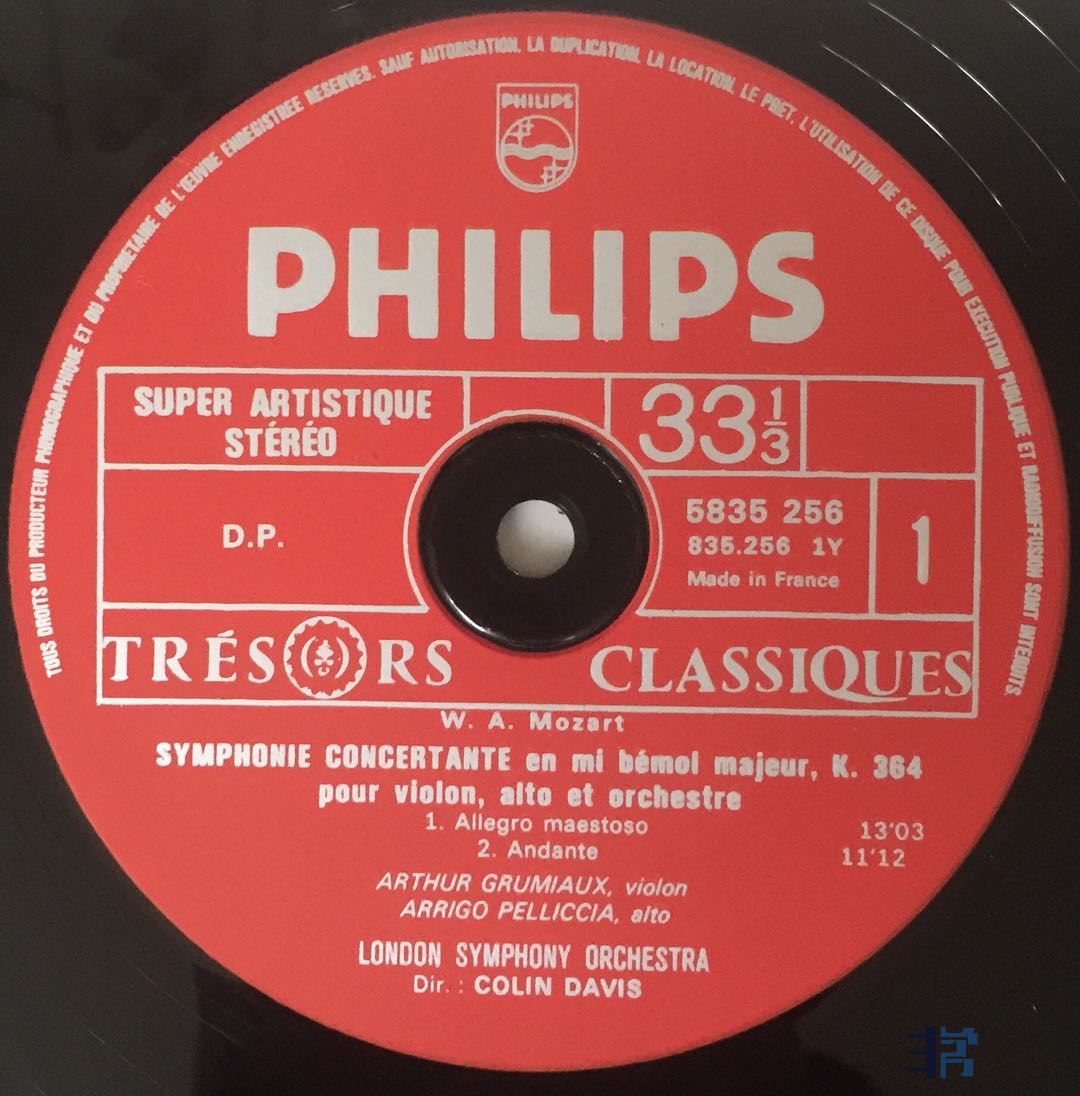 TOUS DROITS DU PRODUCTEUR PHONOGRAPHIQUE ET DU PROPRIETAIRE DE L'ŒUVRE ENREGISTREE RESERVES. SAUF AUTORISATION, LA DUPLICATION, LA LOCATION, LE PRET, L'UTILISATION DE CE DISQUE POUR EXECUTION PUBLIQUE ET RADIODIFFUSION SONT INTERDITS.
PHILIPS
PHILIPS
SUPER ARTISTIQUE
STÉRÉO
33 1/3
D.P.
5835 256
835.256 1Y
Made in France
1
TRÉSORS CLASSIQUES
W. A. Mozart
SYMPHONIE CONCERTANTE en mi bémol majeur, K. 364
pour violon, alto et orchestre
1. Allegro maestoso 13'03
2. Andante 11'12
ARTHUR GRUMIAUX, violon
ARRIGO PELLICCIA, alto
LONDON SYMPHONY ORCHESTRA
Dir. : COLIN DAVIS